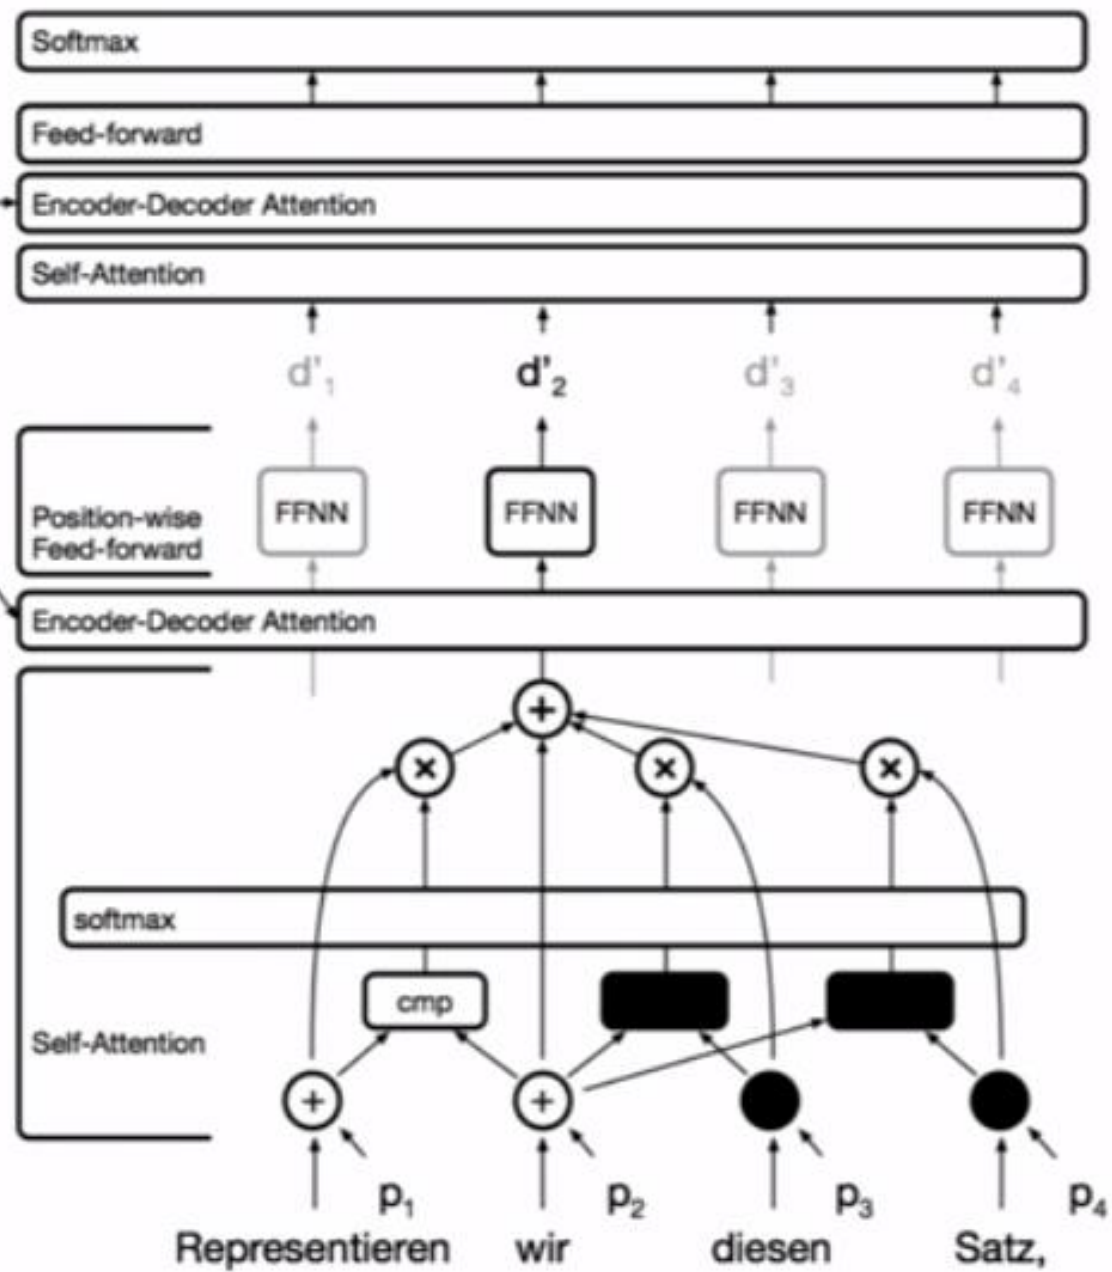 Softmax
Feed-forward
Encoder-Decoder Attention
Self-Attention
d'1 d'2 d'3 d'4
FFNN FFNN FFNN FFNN
Position-wise
Feed-forward
Encoder-Decoder Attention
+
× × ×
softmax
cmp
Self-Attention
+ +
p1 p2 p3 p4
Representieren wir diesen Satz,